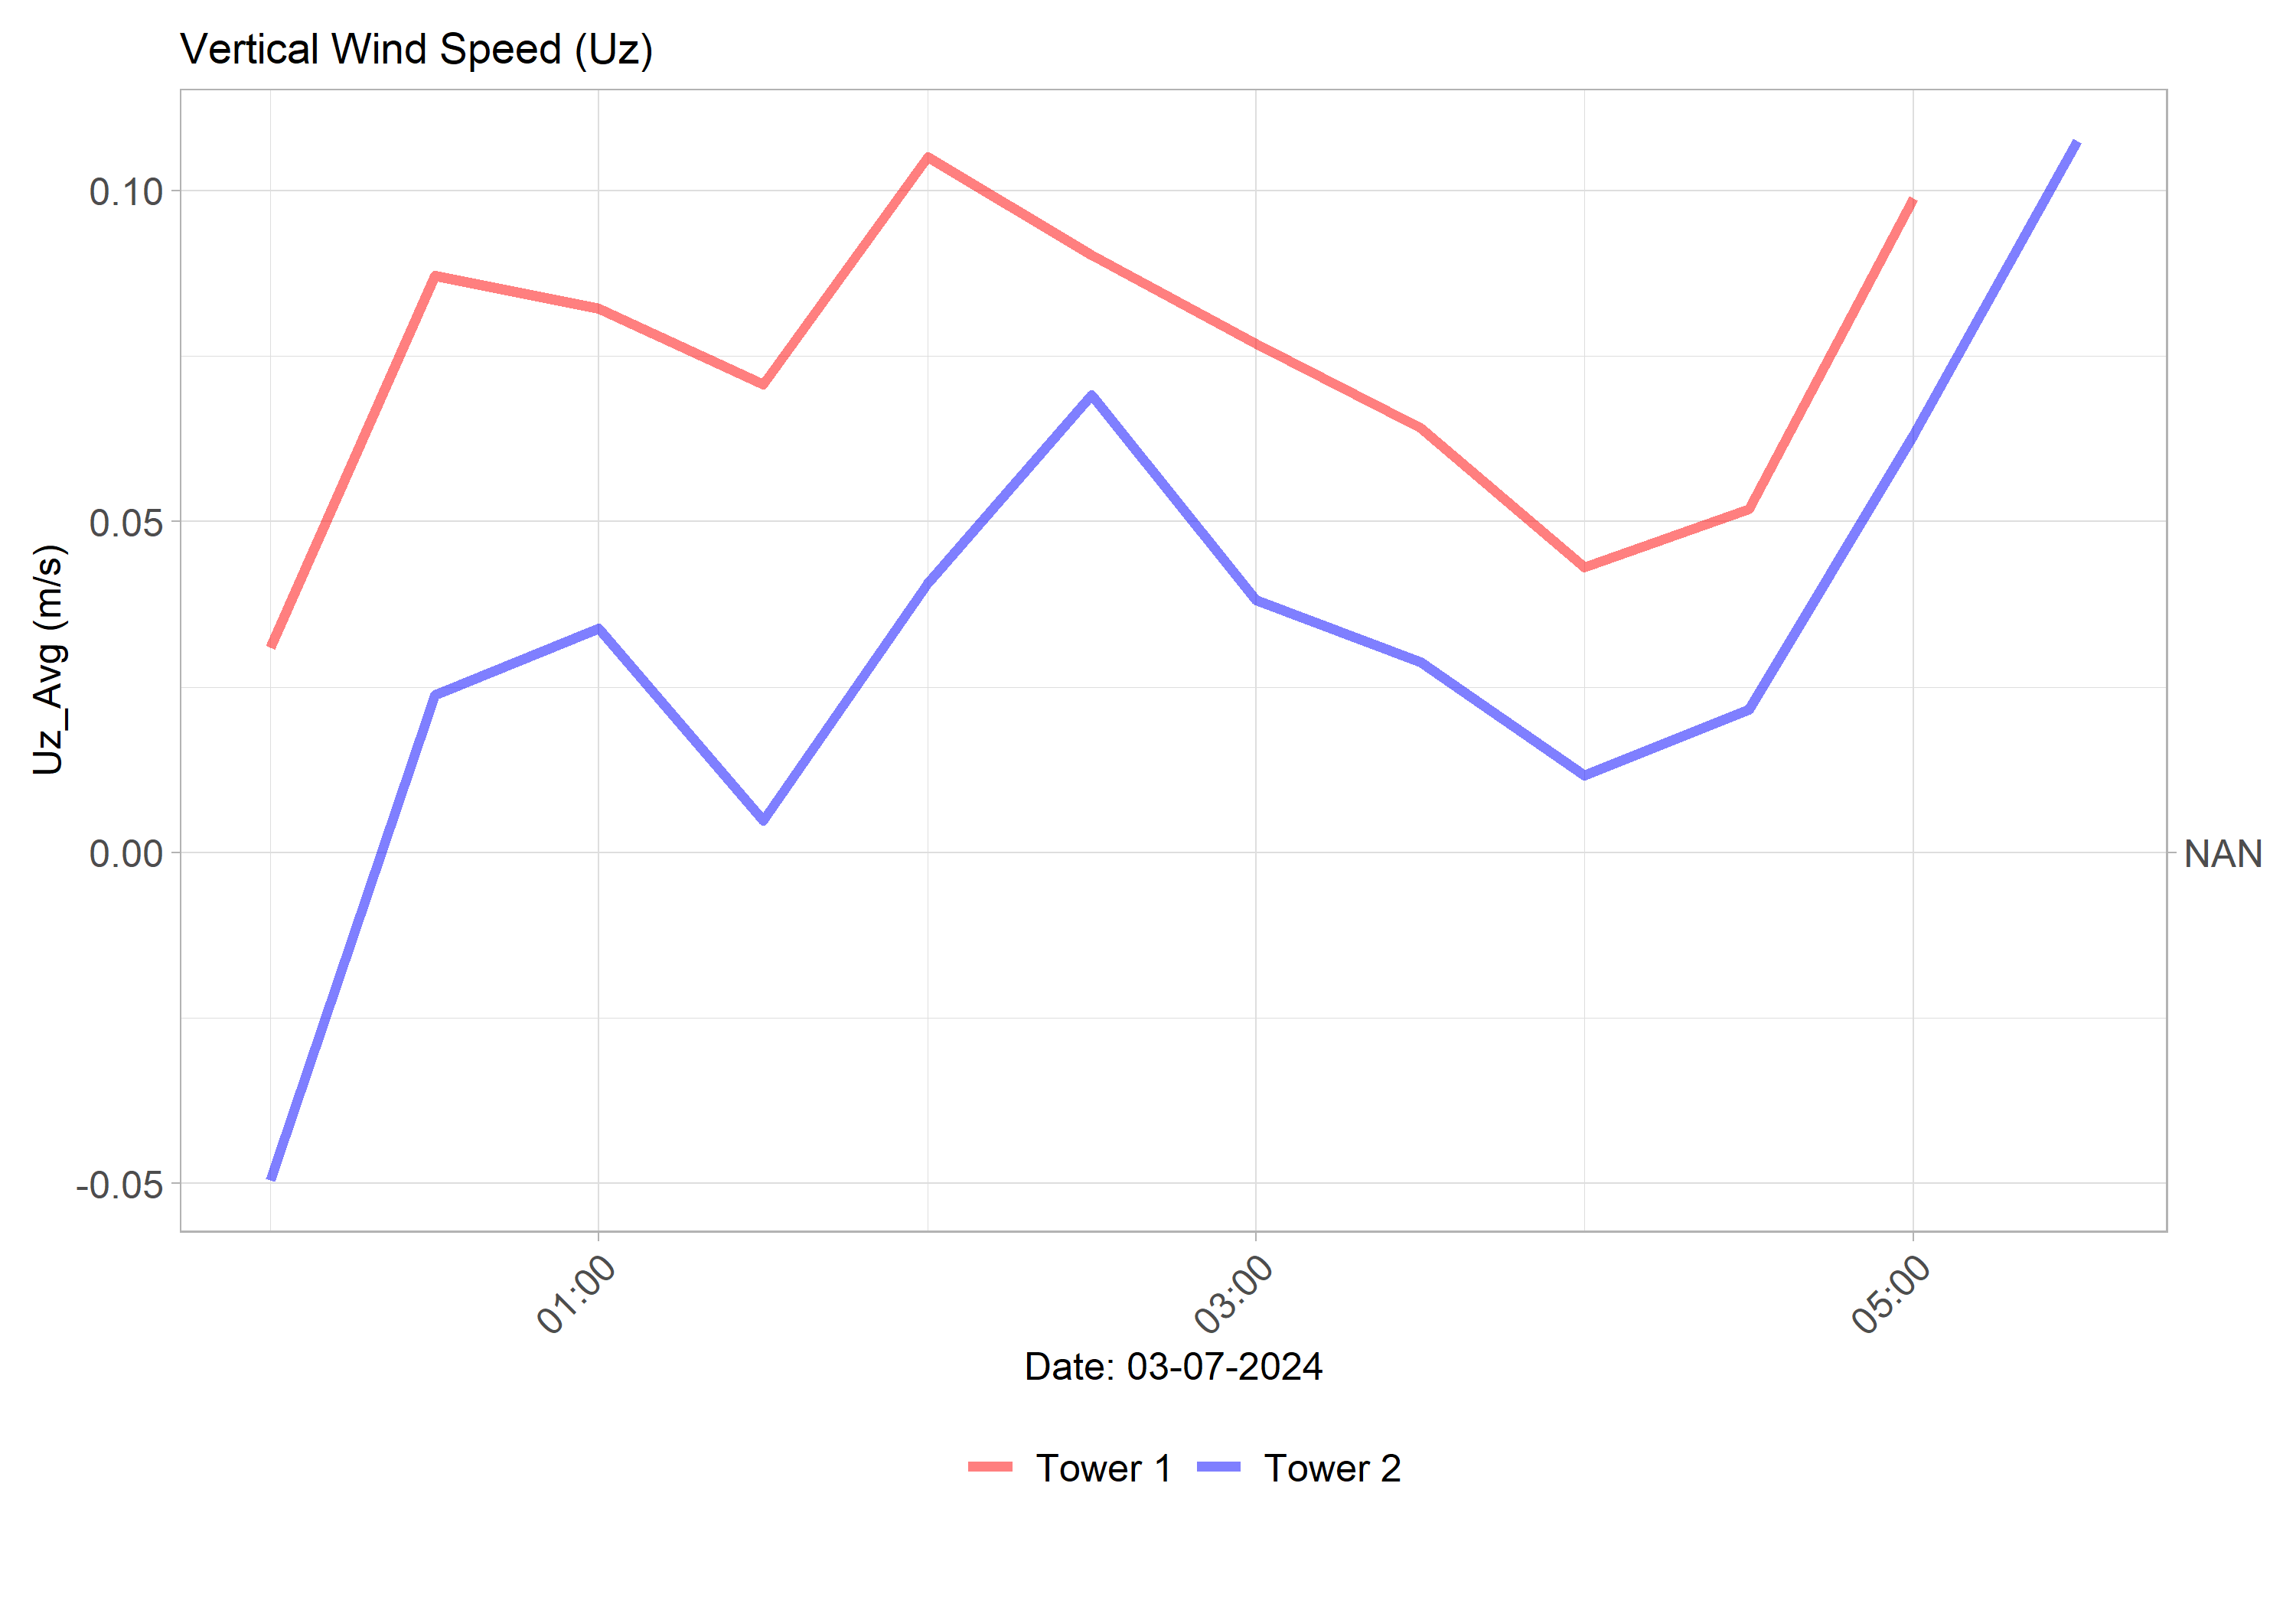 Vertical Wind Speed (Uz)
Uz_Avg (m/s)
0.10
0.05
0.00
-0.05
NAN
01:00
03:00
05:00
Date: 03-07-2024
Tower 1
Tower 2